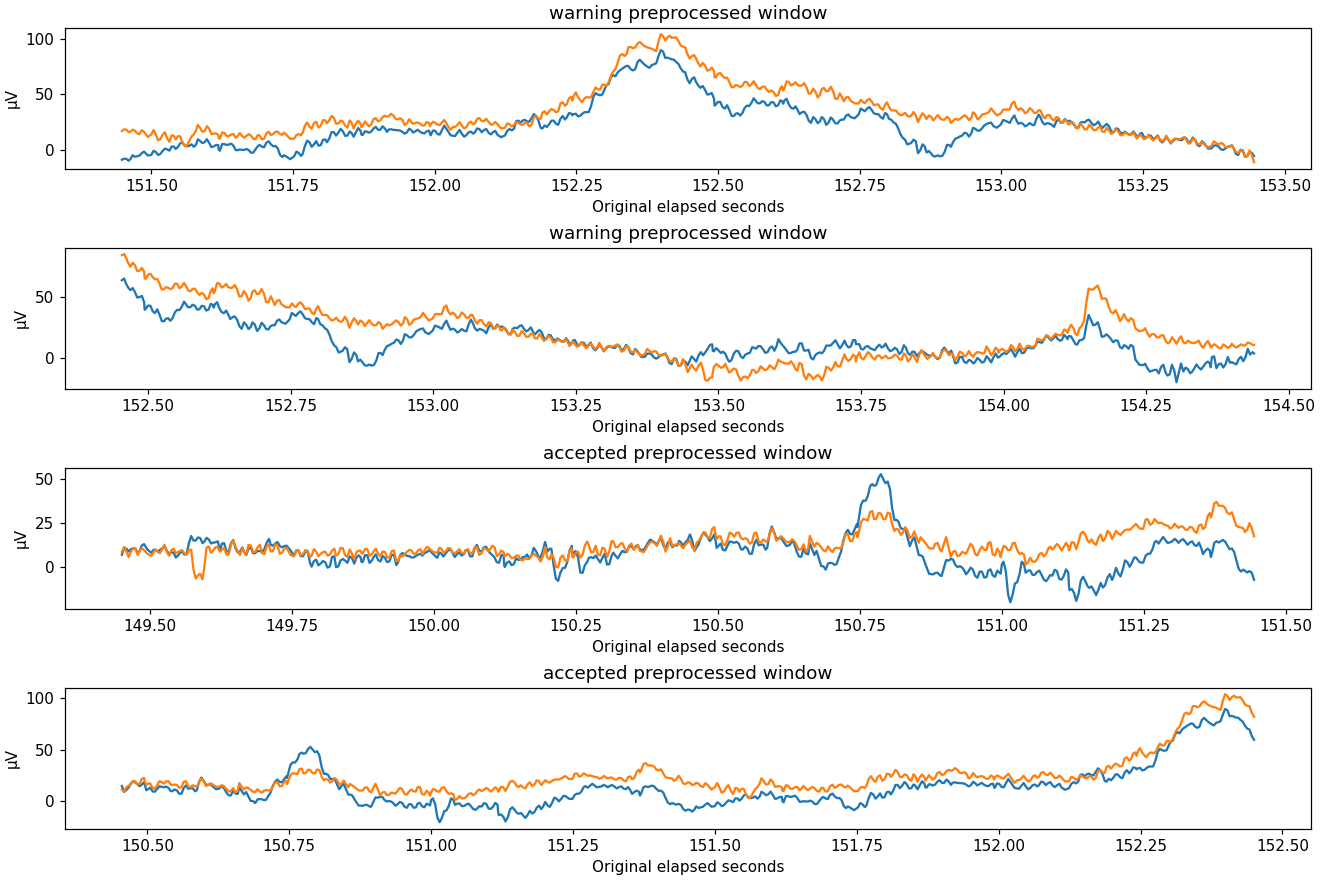 warning preprocessed window
100
50
0
µV
151.50 151.75 152.00 152.25 152.50 152.75 153.00 153.25 153.50
Original elapsed seconds
warning preprocessed window
50
0
µV
152.50 152.75 153.00 153.25 153.50 153.75 154.00 154.25 154.50
Original elapsed seconds
accepted preprocessed window
50
25
0
µV
149.50 149.75 150.00 150.25 150.50 150.75 151.00 151.25 151.50
Original elapsed seconds
accepted preprocessed window
100
50
0
µV
150.50 150.75 151.00 151.25 151.50 151.75 152.00 152.25 152.50
Original elapsed seconds